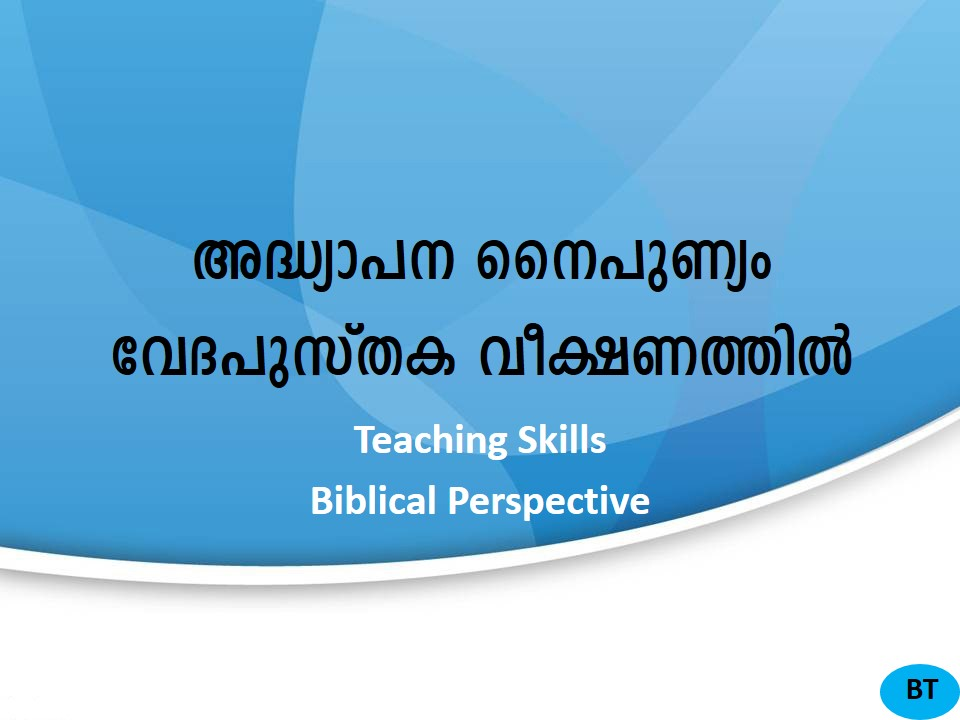 അദ്ധ്യാപന നൈപുണ്യം
വേദപുസ്തക വീക്ഷണത്തിൽ
Teaching Skills
Biblical Perspective
BT